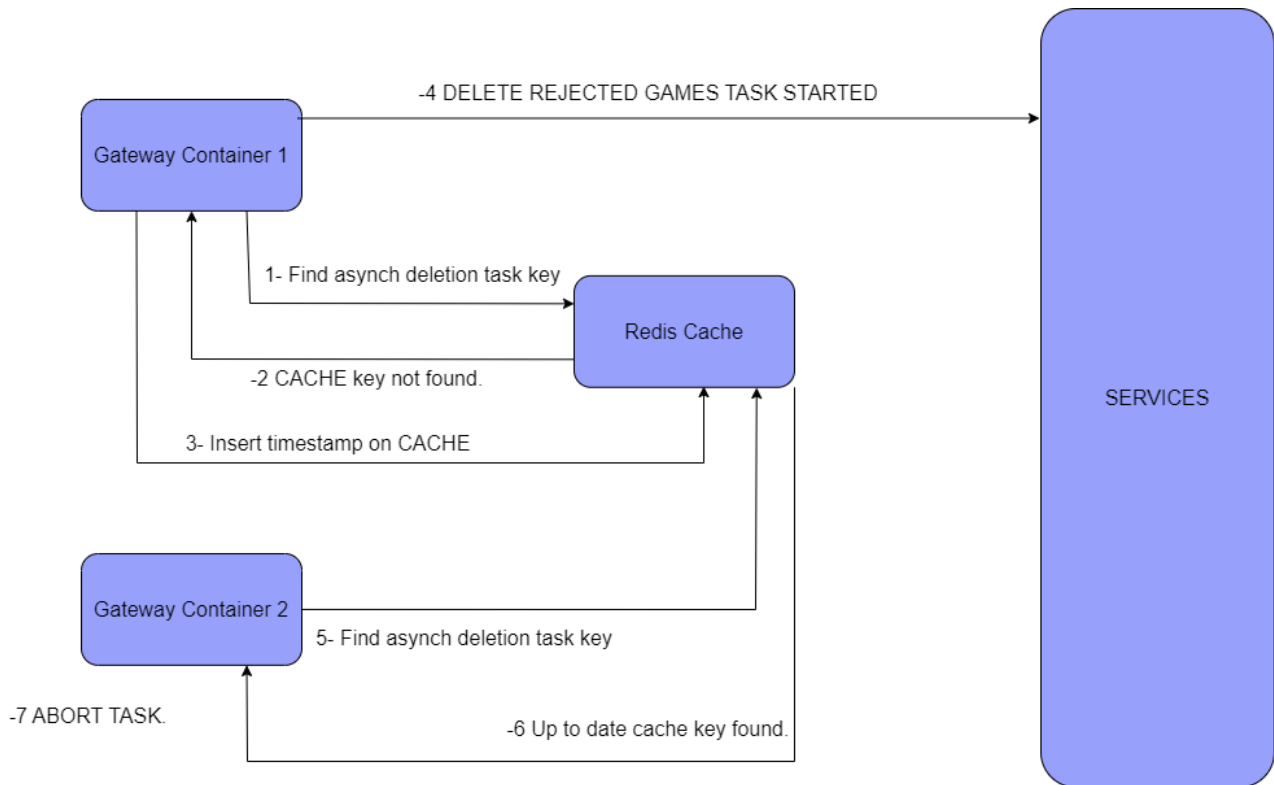 -4 DELETE REJECTED GAMES TASK STARTED
Gateway Container 1
1- Find asynch deletion task key
Redis Cache
-2 CACHE key not found.
SERVICES
3- Insert timestamp on CACHE
Gateway Container 2
5- Find asynch deletion task key
-7 ABORT TASK.
-6 Up to date cache key found.